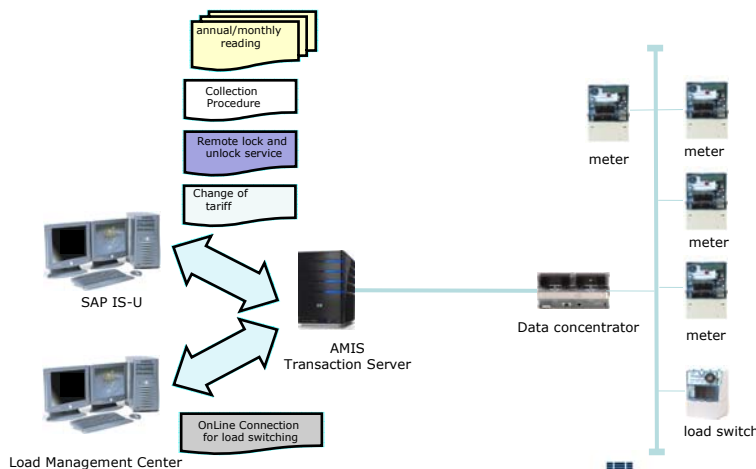 annual/monthly
reading
Collection
Procedure
Remote lock and
unlock service
Change of
tariff
SAP IS-U
AMIS
Transaction Server
Data concentrator
meter
meter
meter
meter
load switch
OnLine Connection
for load switching
Load Management Center